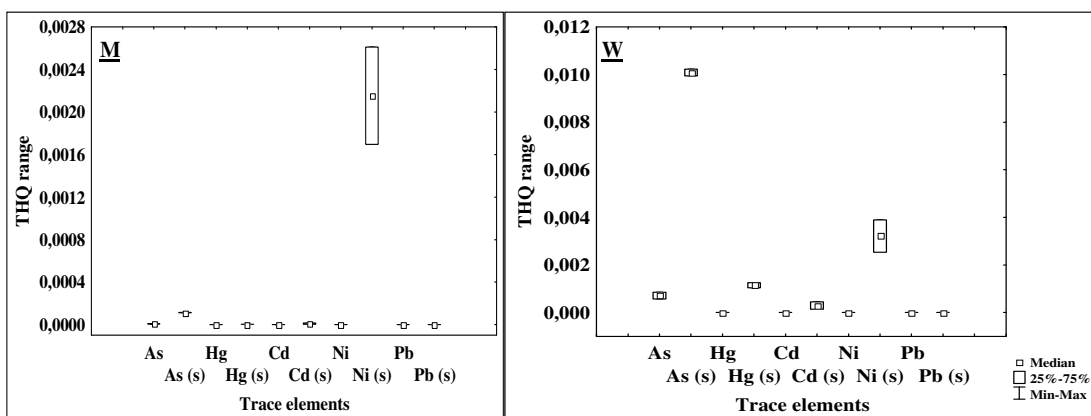 M
THQ range
0,0028
0,0024
0,0020
0,0016
0,0012
0,0008
0,0004
0,0000
As Hg Cd Ni Pb
As (s) Hg (s) Cd (s) Ni (s) Pb (s)
Trace elements
W
THQ range
0,012
0,010
0,008
0,006
0,004
0,002
0,000
As Hg Cd Ni Pb
As (s) Hg (s) Cd (s) Ni (s) Pb (s)
Trace elements
Median
25%-75%
Min-Max